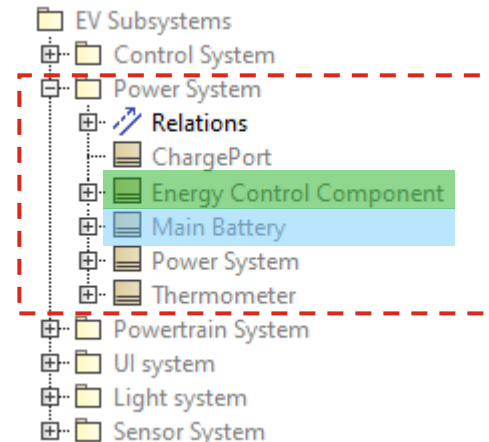 EV Subsystems
Control System
Power System
Relations
ChargePort
Energy Control Component
Main Battery
Power System
Thermometer
Powertrain System
UI system
Light system
Sensor System